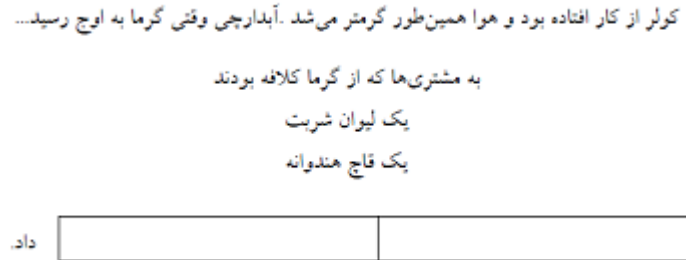 کولر از کار افتاده بود و هوا همین‌طور گرمتر می‌شد .آبدارچی وقتی گرما به اوج رسید...
به مشتری‌ها که از گرما کلافه بودند
یک لیوان شربت
یک قاچ هندوانه
داد.